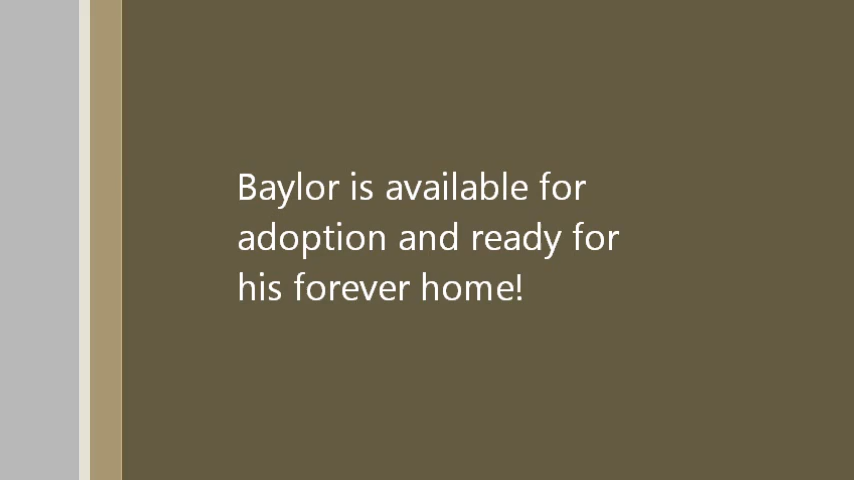 Baylor is available for
adoption and ready for
his forever home!